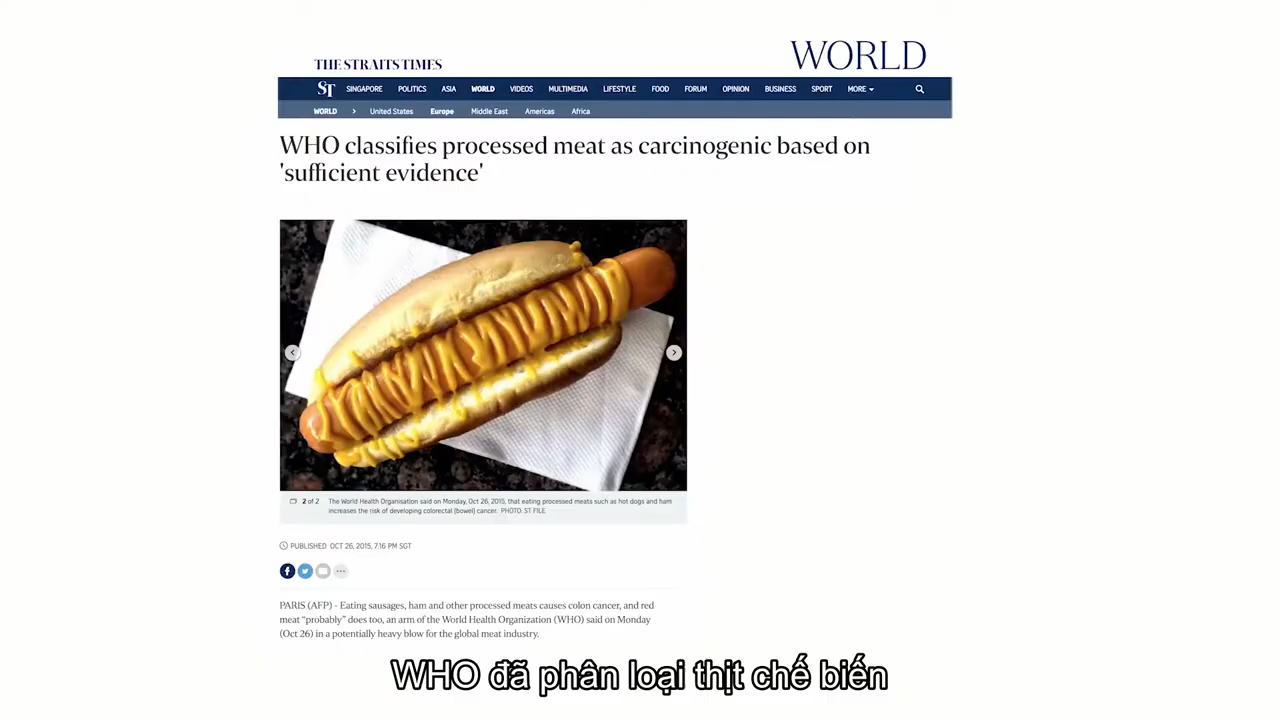 WORLD
THE STRAITS TIMES
ST SINGAPORE POLITICS ASIA WORLD VIDEOS MULTIMEDIA LIFESTYLE FOOD FORUM OPINION BUSINESS SPORT MORE
WORLD > United States Europe Middle East Americas Africa
WHO classifies processed meat as carcinogenic based on
'sufficient evidence'
2 of 2 The World Health Organisation said on Monday, Oct 26, 2015, that eating processed meats such as hot dogs and ham
increases the risk of developing colorectal (bowel) cancer. PHOTO: ST FILE
PUBLISHED OCT 26, 2015, 7:16 PM SGT
PARIS (AFP) - Eating sausages, ham and other processed meats causes colon cancer, and red
meat “probably” does too, an arm of the World Health Organization (WHO) said on Monday
(Oct 26) in a potentially heavy blow for the global meat industry.
WHO đã phân loại thịt chế biến